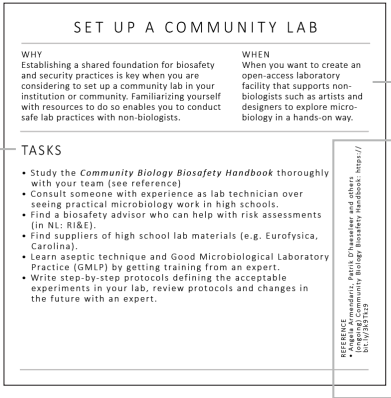 SET UP A COMMUNITY LAB
WHY
Establishing a shared foundation for biosafety
and security practices is key when you are
considering to set up a community lab in your
institution or community. Familiarizing yourself
with resources to do so enables you to conduct
safe lab practices with non-biologists.
WHEN
When you want to create an
open-access laboratory
facility that supports non-
biologists such as artists and
designers to explore micro-
biology in a hands-on way.
TASKS
• Study the Community Biology Biosafety Handbook thoroughly
with your team (see reference)
• Consult someone with experience as lab technician over
seeing practical microbiology work in high schools.
• Find a biosafety advisor who can help with risk assessments
(in NL: RI&E).
• Find suppliers of high school lab materials (e.g. Eurofysica,
Carolina).
• Learn aseptic technique and Good Microbiological Laboratory
Practice (GMLP) by getting training from an expert.
• Write step-by-step protocols defining the acceptable
experiments in your lab, review protocols and changes in
the future with an expert.
REFERENCE
• Angela Armendariz, Patrik D'haeseleer and others
(ongoing) Community Biology Biosafety Handbook: https://
bit.ly/3k9Tkz9